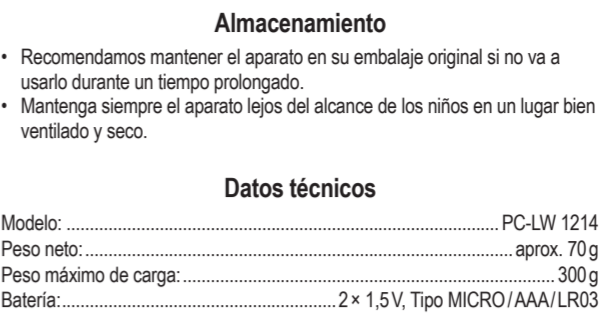 Almacenamiento
• Recomendamos mantener el aparato en su embalaje original si no va a
usarlo durante un tiempo prolongado.
• Mantenga siempre el aparato lejos del alcance de los niños en un lugar bien
ventilado y seco.
Datos técnicos
Modelo: ............................................................................................ PC-LW 1214
Peso neto: ........................................................................................... aprox. 70 g
Peso máximo de carga: ............................................................................... 300 g
Batería: .......................................................... 2 × 1,5 V, Tipo MICRO / AAA / LR03